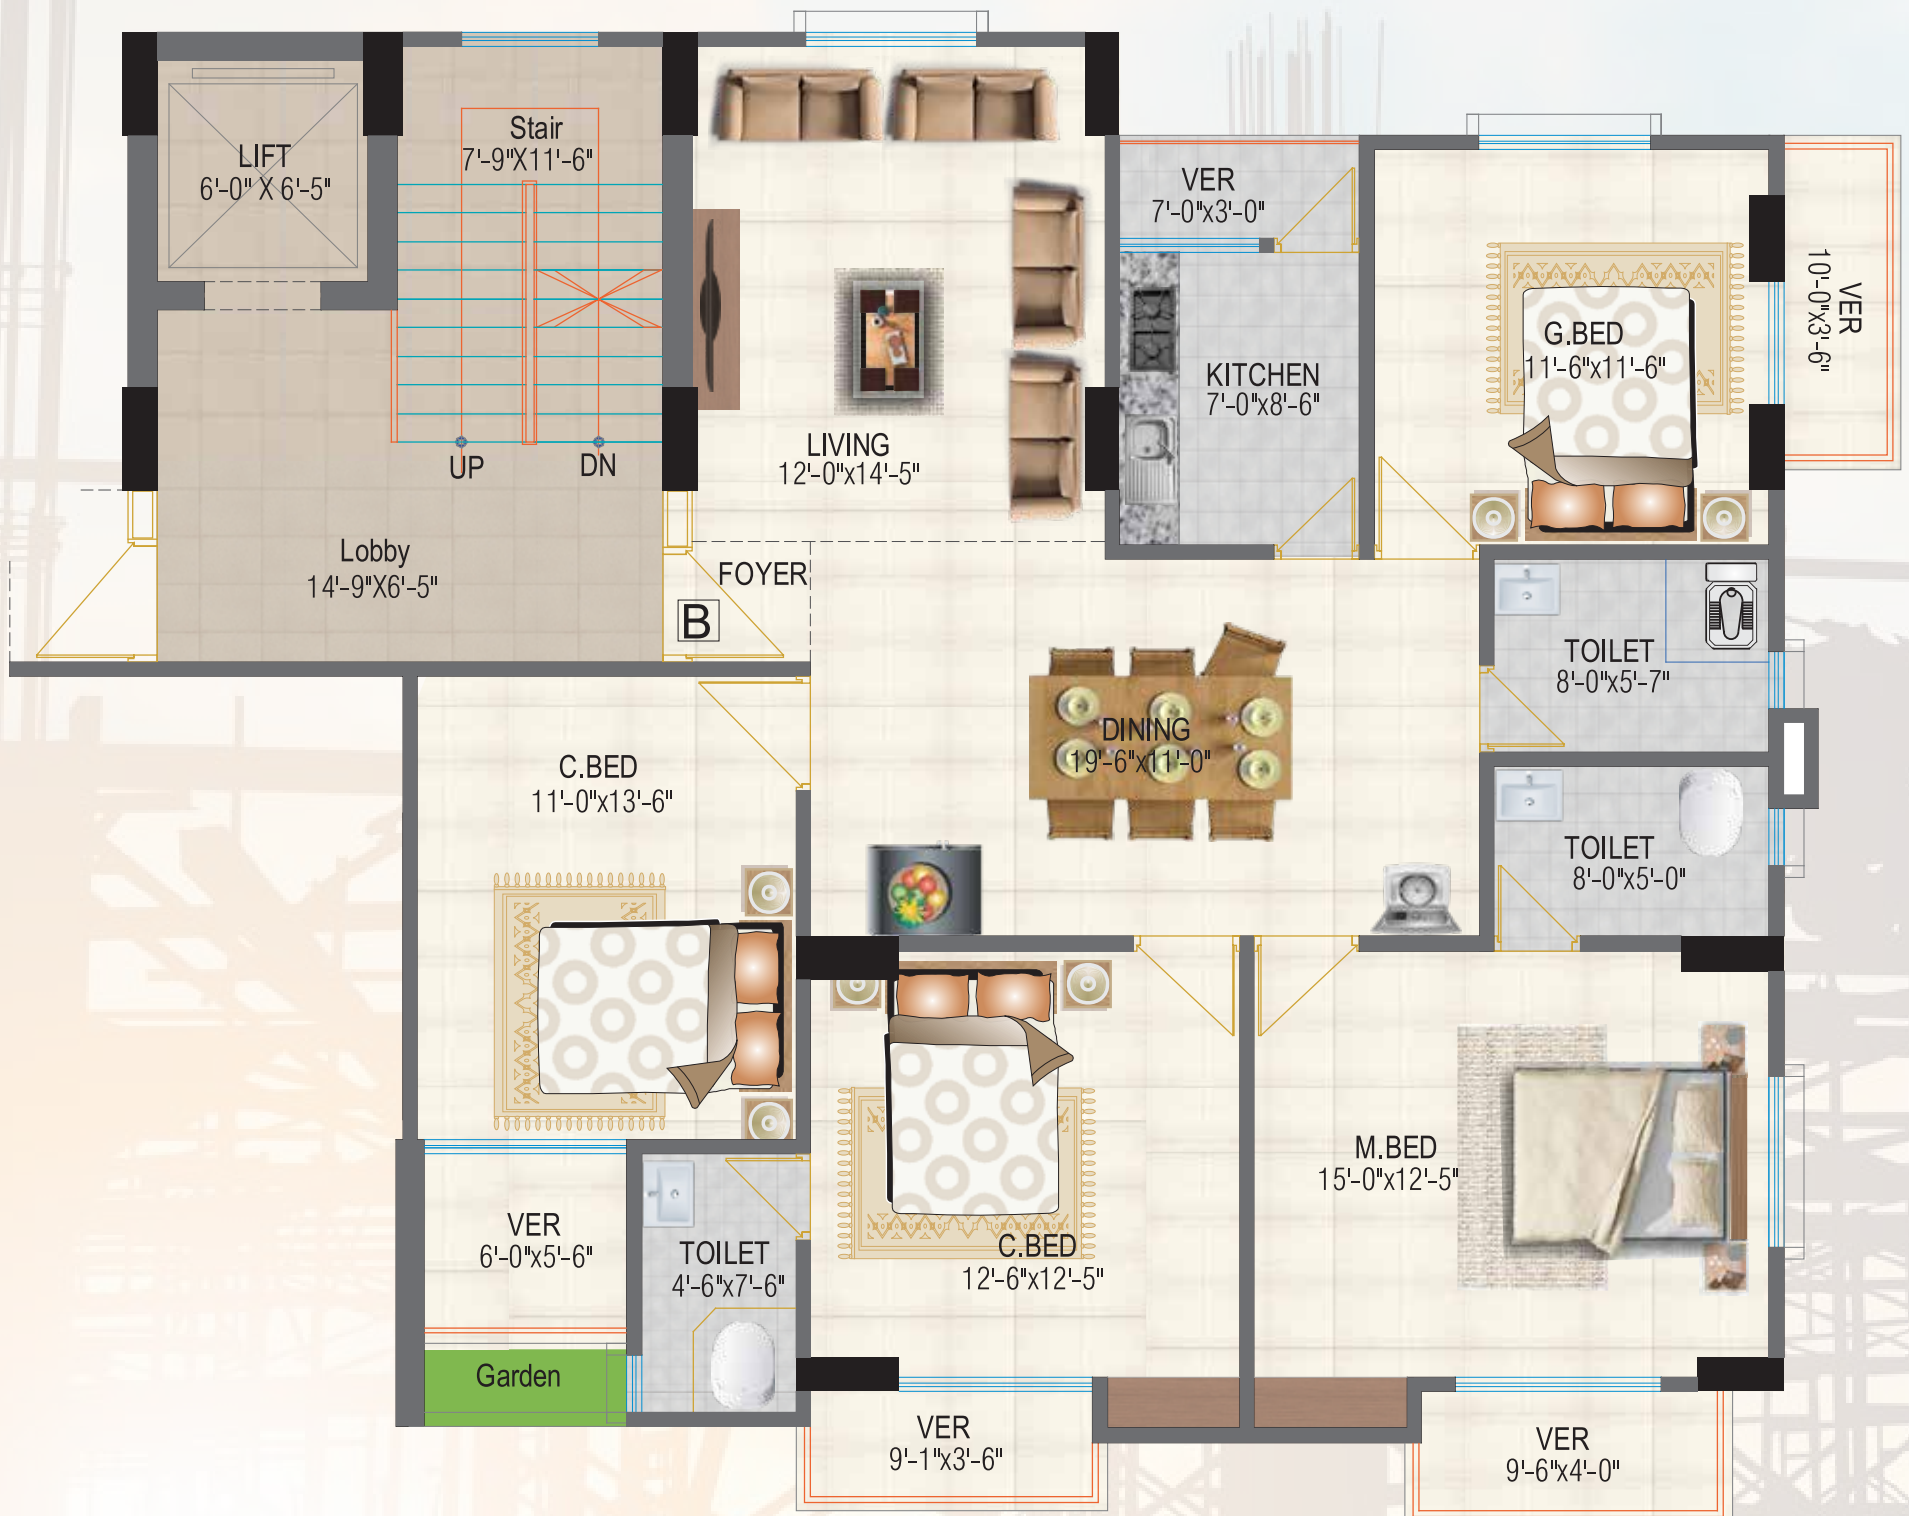 LIFT
6'-0" X 6'-5"
Stair
7'-9"X11'-6"
UP
DN
Lobby
14'-9"X6'-5"
FOYER
B
LIVING
12'-0"x14'-5"
VER
7'-0"x3'-0"
KITCHEN
7'-0"x8'-6"
G.BED
11'-6"x11'-6"
VER
10'-0"x3'-6"
TOILET
8'-0"x5'-7"
DINING
19'-6"x11'-0"
TOILET
8'-0"x5'-0"
C.BED
11'-0"x13'-6"
VER
6'-0"x5'-6"
Garden
TOILET
4'-6"x7'-6"
C.BED
12'-6"x12'-5"
M.BED
15'-0"x12'-5"
VER
9'-1"x3'-6"
VER
9'-6"x4'-0"